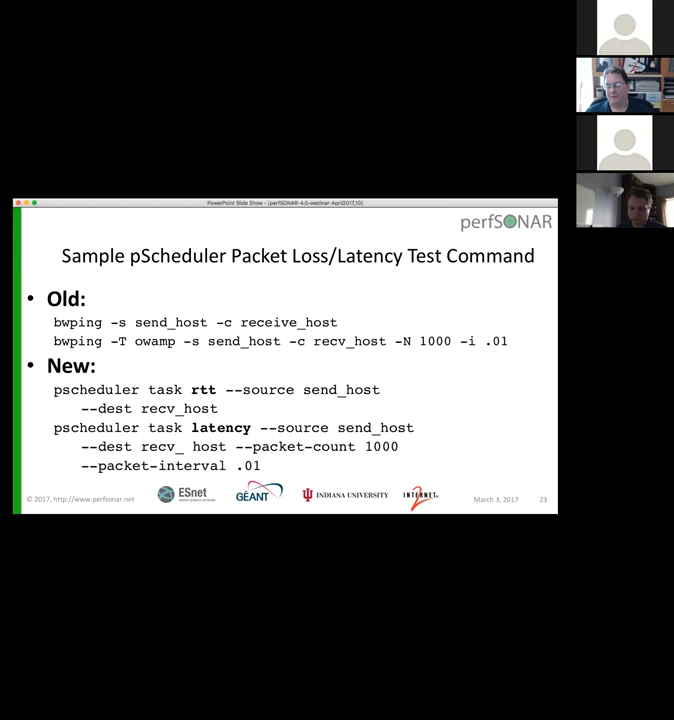 PowerPoint Slide Show - [perfSONAR-4.0-webinar-April2017,10]
perfSONAR
Sample pScheduler Packet Loss/Latency Test Command
• Old:
bwping -s send_host -c receive_host
bwping -T owamp -s send_host -c recv_host -N 1000 -i .01
• New:
pscheduler task rtt --source send_host
--dest recv_host
pscheduler task latency --source send_host
--dest recv_ host --packet-count 1000
--packet-interval .01
© 2017, http://www.perfsonar.net
ESnet
ENERGY SCIENCES NETWORK
GÉANT
INDIANA UNIVERSITY
INTERNET2
March 3, 2017
23